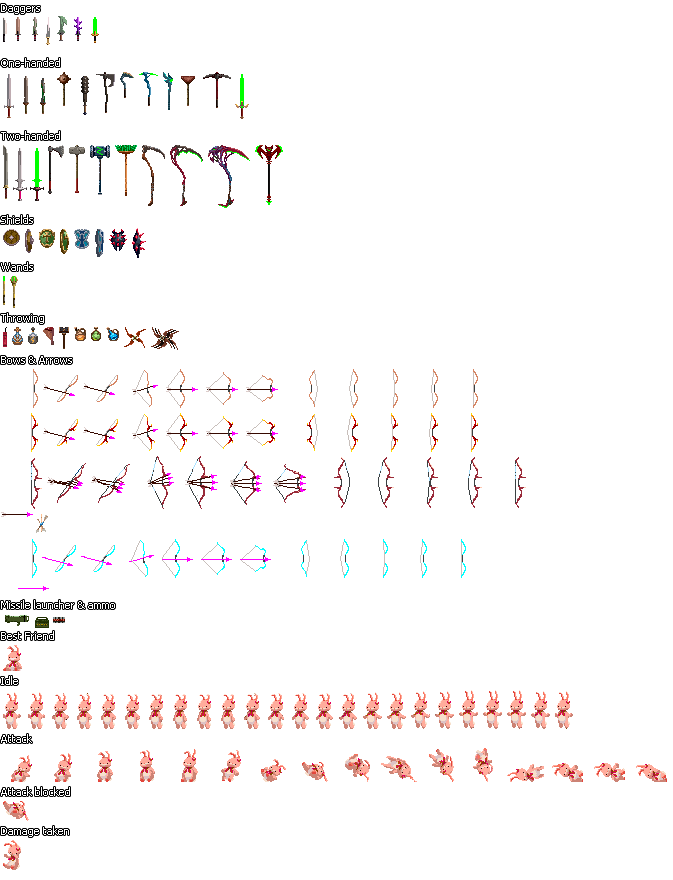 Daggers
One-handed
Two-handed
Shields
Wands
Throwing
Bows & Arrows
Missile launcher & ammo
Best Friend
Idle
Attack
Attack blocked
Damage taken